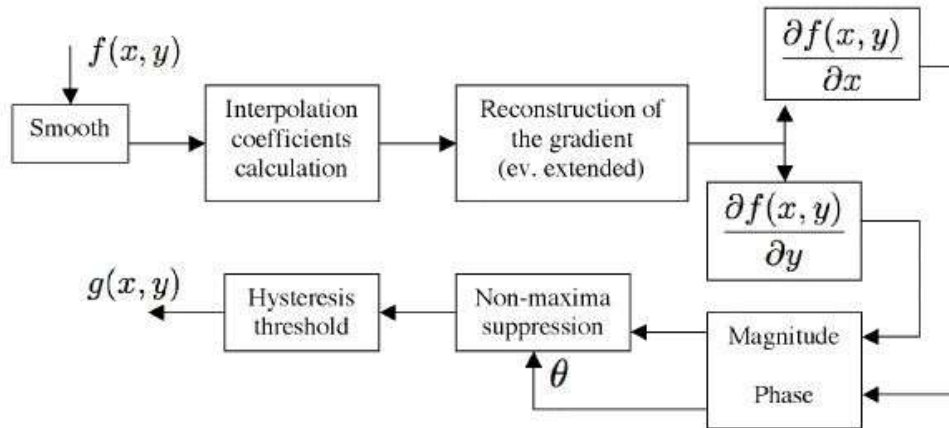 f(x, y)
Smooth
Interpolation
coefficients
calculation
Reconstruction of
the gradient
(ev. extended)
∂f(x, y)
∂x
∂f(x, y)
∂y
Magnitude
Phase
θ
Non-maxima
suppression
Hysteresis
threshold
g(x, y)